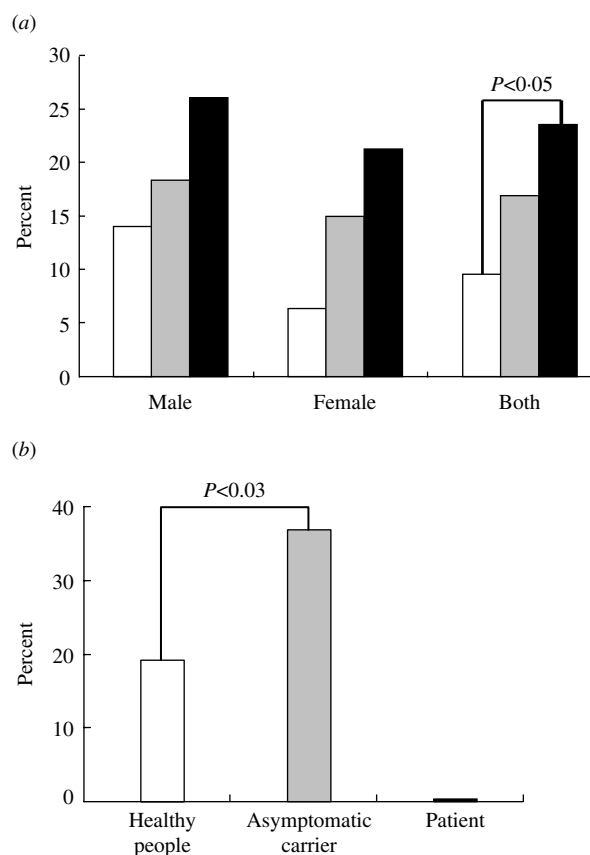 (a)
30
25
20
15
10
5
0
Percent
P<0·05
Male Female Both
(b)
40
30
20
10
0
Percent
P<0.03
Healthy people Asymptomatic carrier Patient